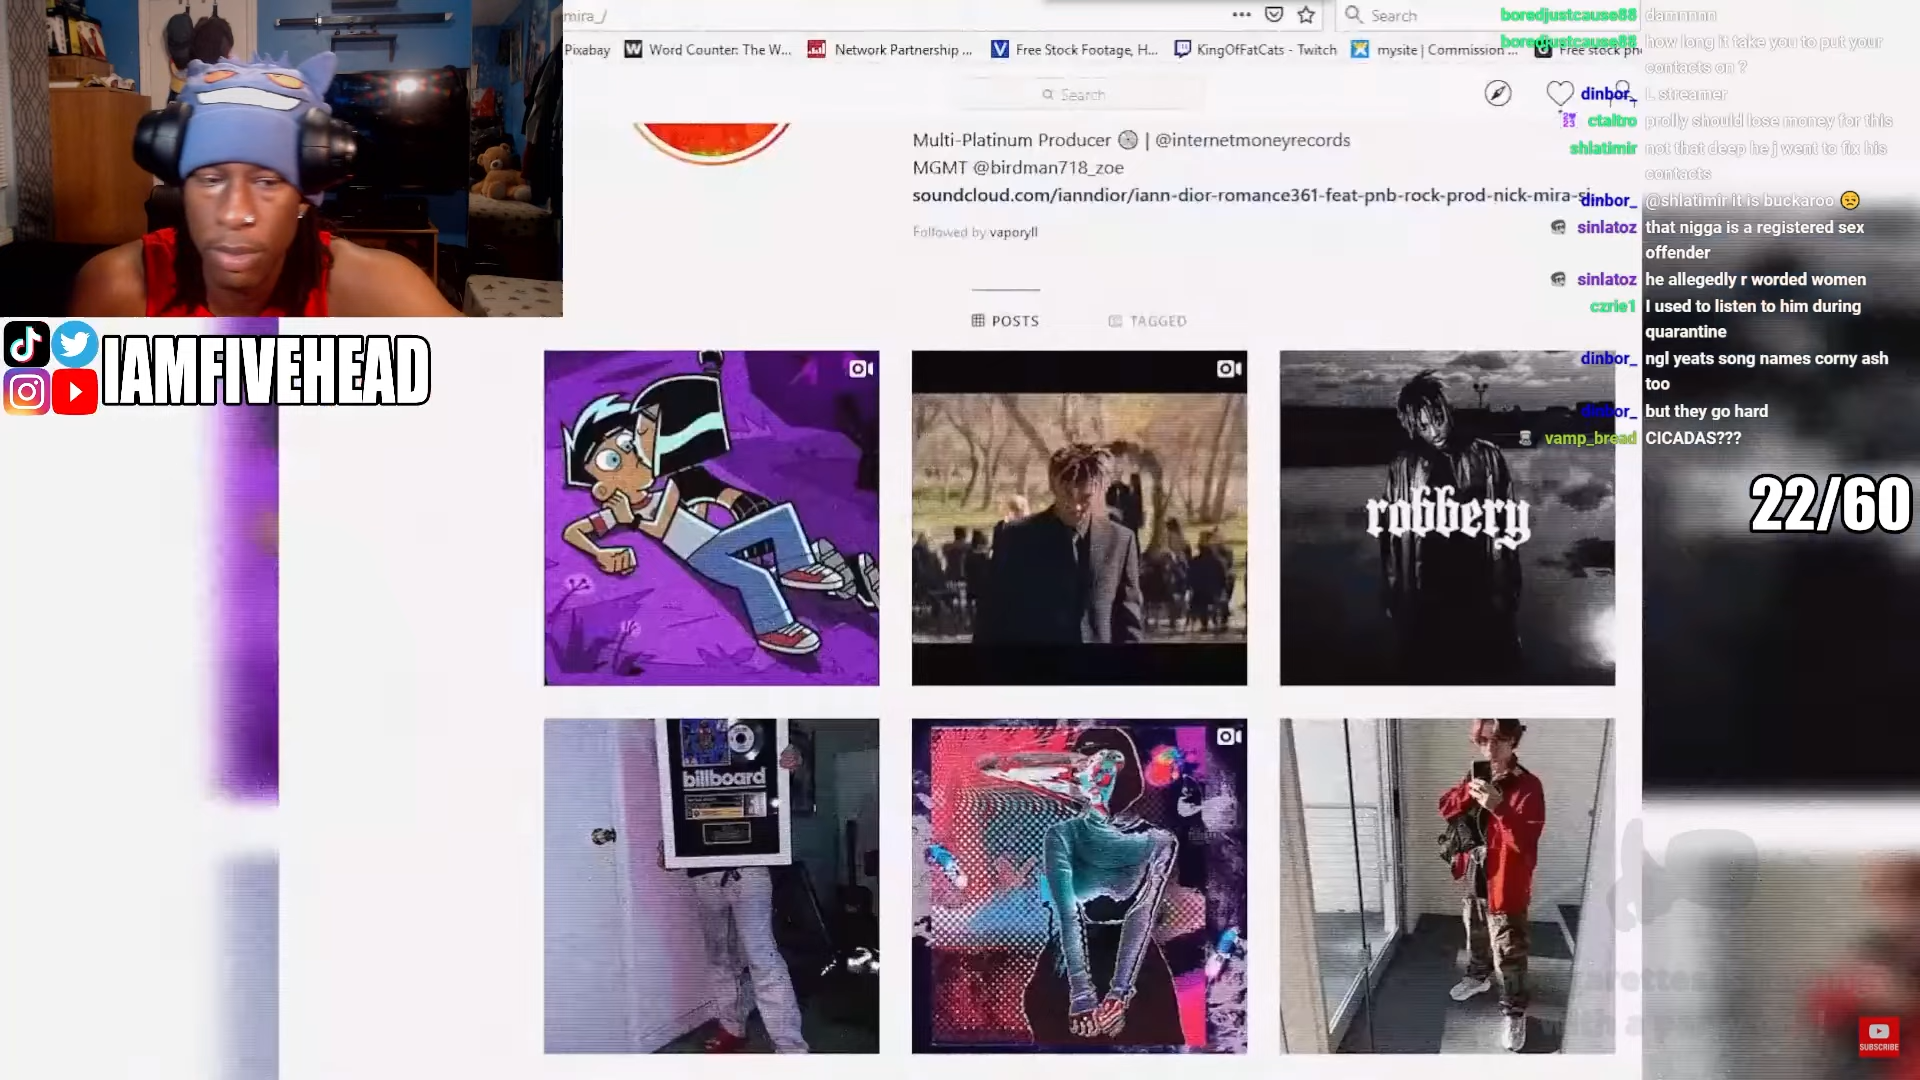 mira_/
Search
Pixabay
Word Counter: The W...
Network Partnership ...
Free Stock Footage, H...
KingOfFatCats - Twitch
mysite | Commission ...
Free stock ph
Search
Multi-Platinum Producer | @internetmoneyrecords
MGMT @birdman718_zoe
soundcloud.com/ianndior/iann-dior-romance361-feat-pnb-rock-prod-nick-mira-si
Followed by vaporyll
POSTS
TAGGED
IAMFIVEHEAD
robbery
billboard
boredjustcause88 damnnnn
boredjustcause88 how long it take you to put your
contacts on ?
dinbor_ L streamer
ctaltro prolly should lose money for this
shlatimir not that deep he j went to fix his
contacts
dinbor_ @shlatimir it is buckaroo 😒
sinlatoz that nigga is a registered sex
offender
sinlatoz he allegedly r worded women
czrie1 I used to listen to him during
quarantine
dinbor_ ngl yeats song names corny ash
too
dinbor_ but they go hard
vamp_bread CICADAS???
22/60
with a
SUBSCRIBE